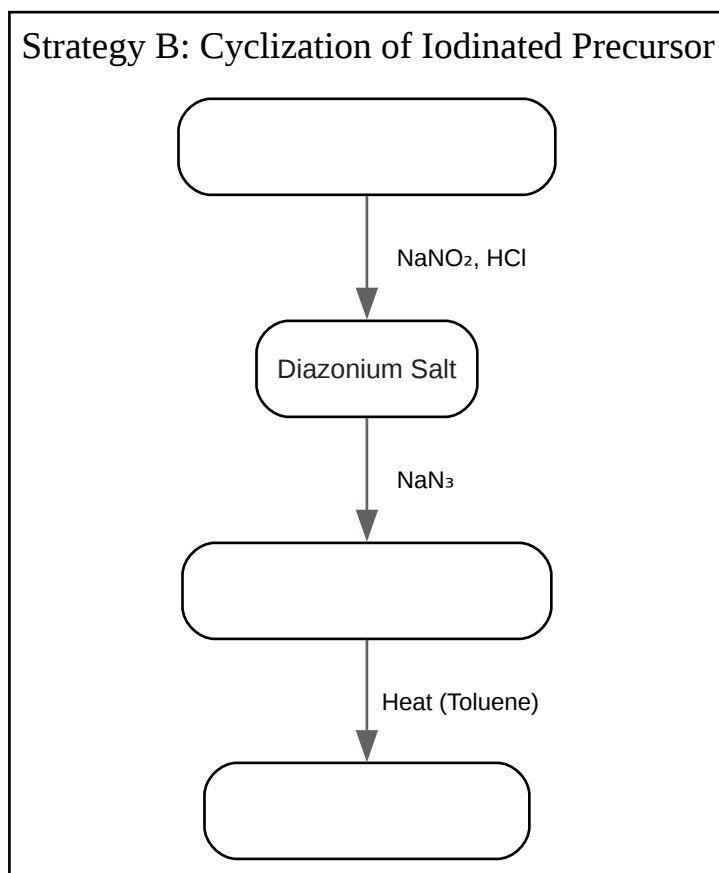 Strategy B: Cyclization of Iodinated Precursor
NaNO₂, HCl
Diazonium Salt
NaN₃
Heat (Toluene)